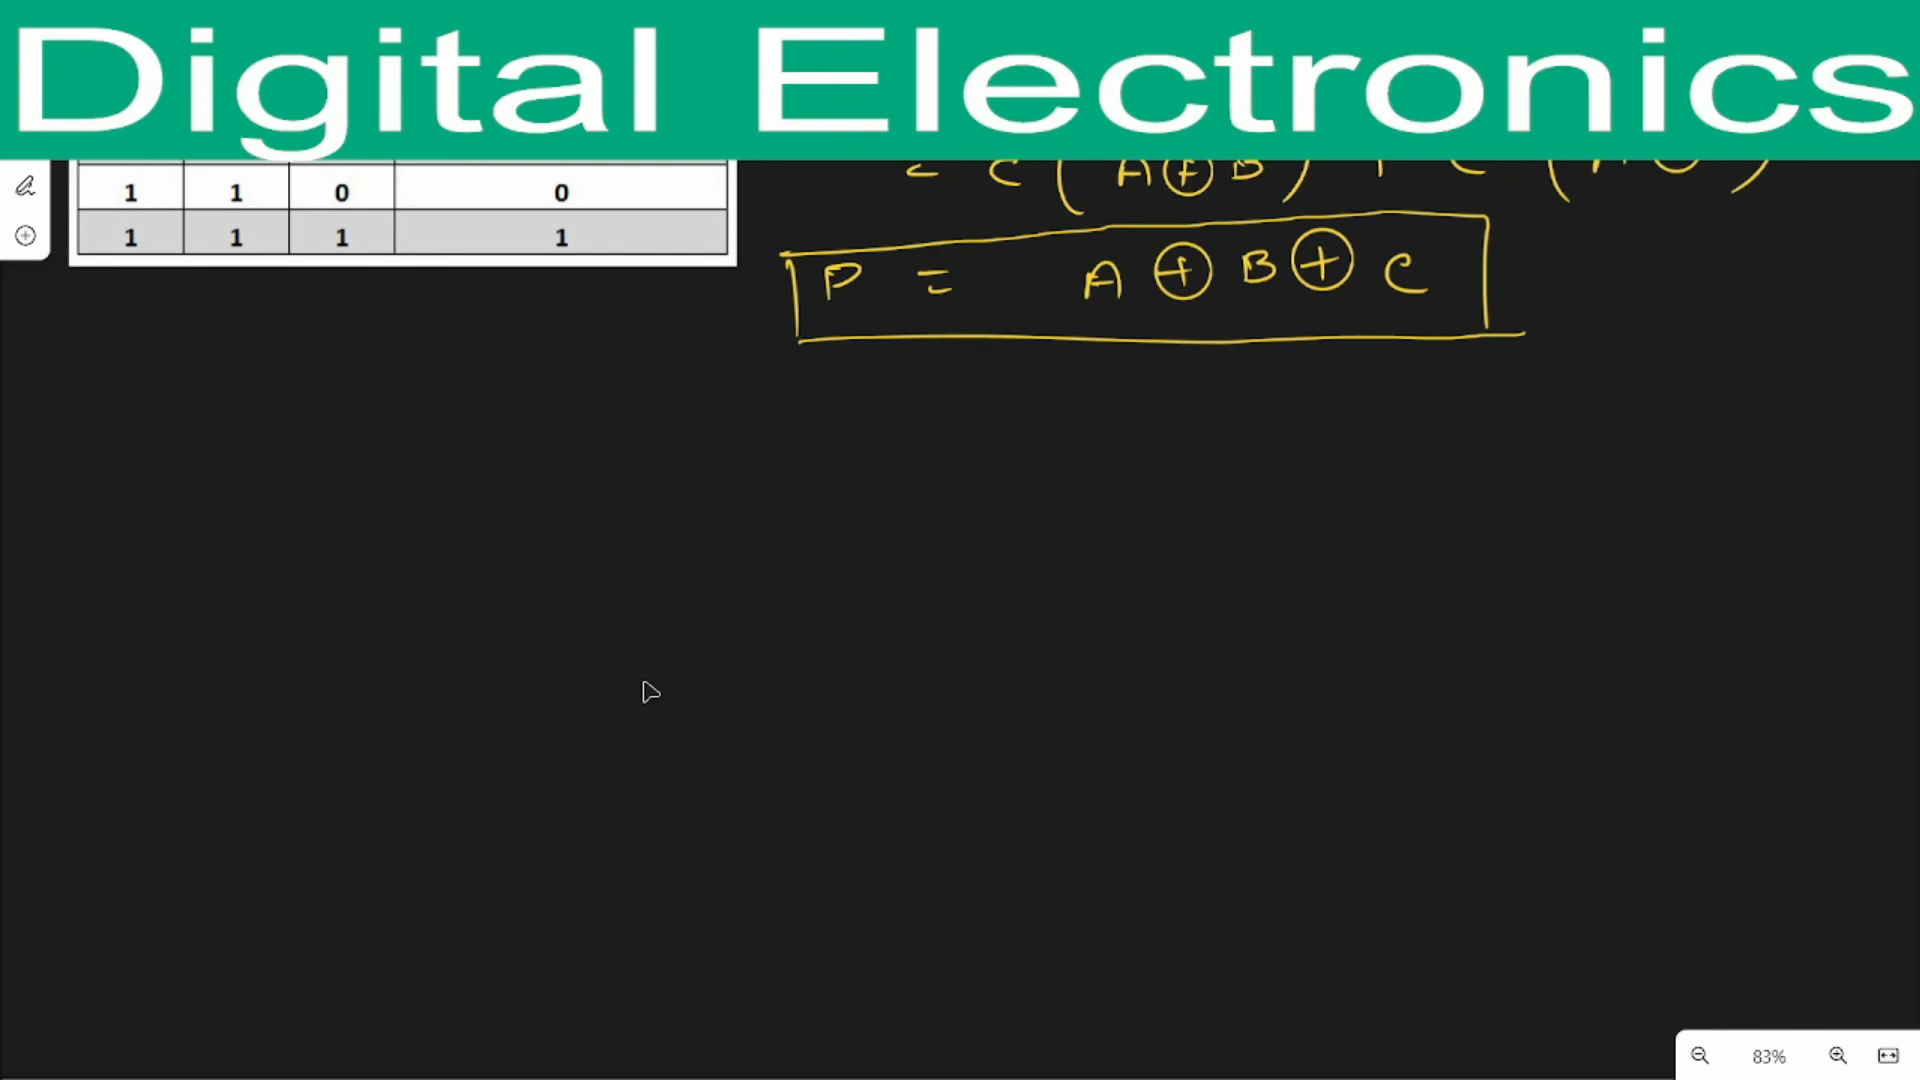 Digital Electronics
1 1 0 0
1 1 1 1
= C ( A ⊕ B ) +
P = A ⊕ B ⊕ C
83%